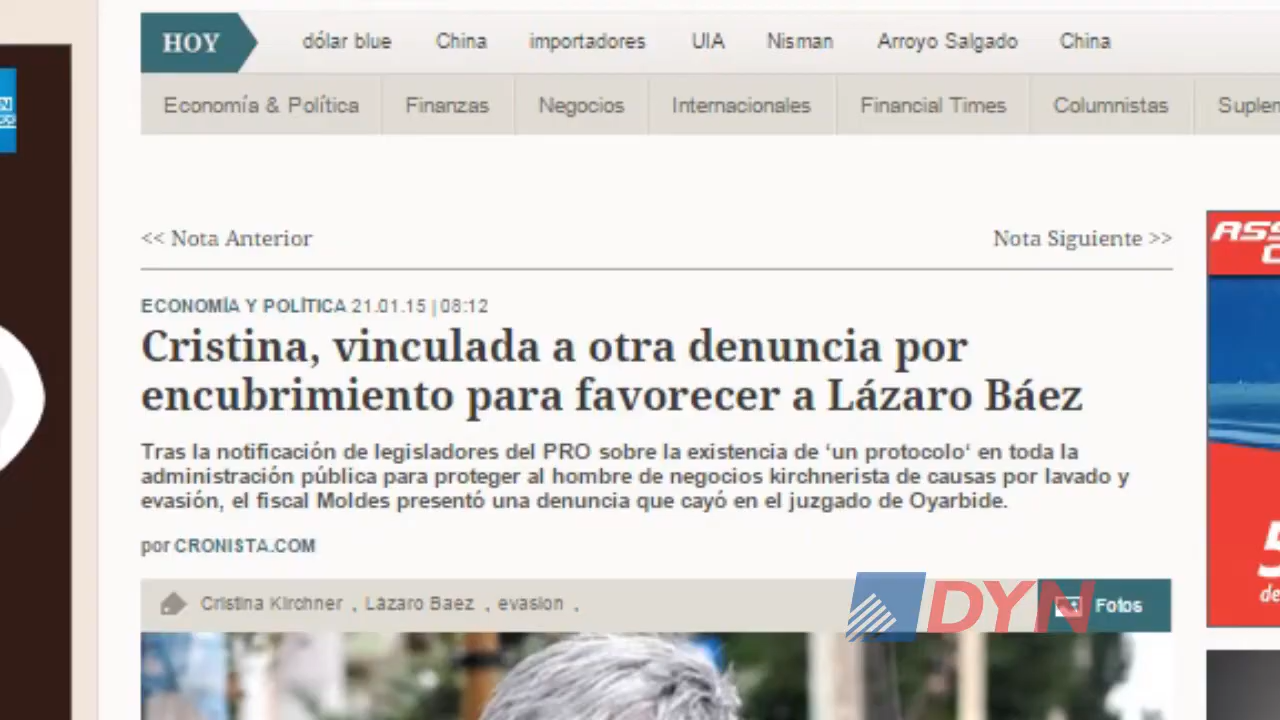 HOY
dólar blue China importadores UIA Nisman Arroyo Salgado China
Economía & Política Finanzas Negocios Internacionales Financial Times Columnistas
<< Nota Anterior
Nota Siguiente >>
ECONOMÍA Y POLÍTICA 21.01.15 | 08:12
Cristina, vinculada a otra denuncia por
encubrimiento para favorecer a Lázaro Báez
Tras la notificación de legisladores del PRO sobre la existencia de ‘un protocolo‘ en toda la
administración pública para proteger al hombre de negocios kirchnerista de causas por lavado y
evasión, el fiscal Moldes presentó una denuncia que cayó en el juzgado de Oyarbide.
por CRONISTA.COM
Cristina Kirchner , Lázaro Baez , evasion ,
Fotos
DYN